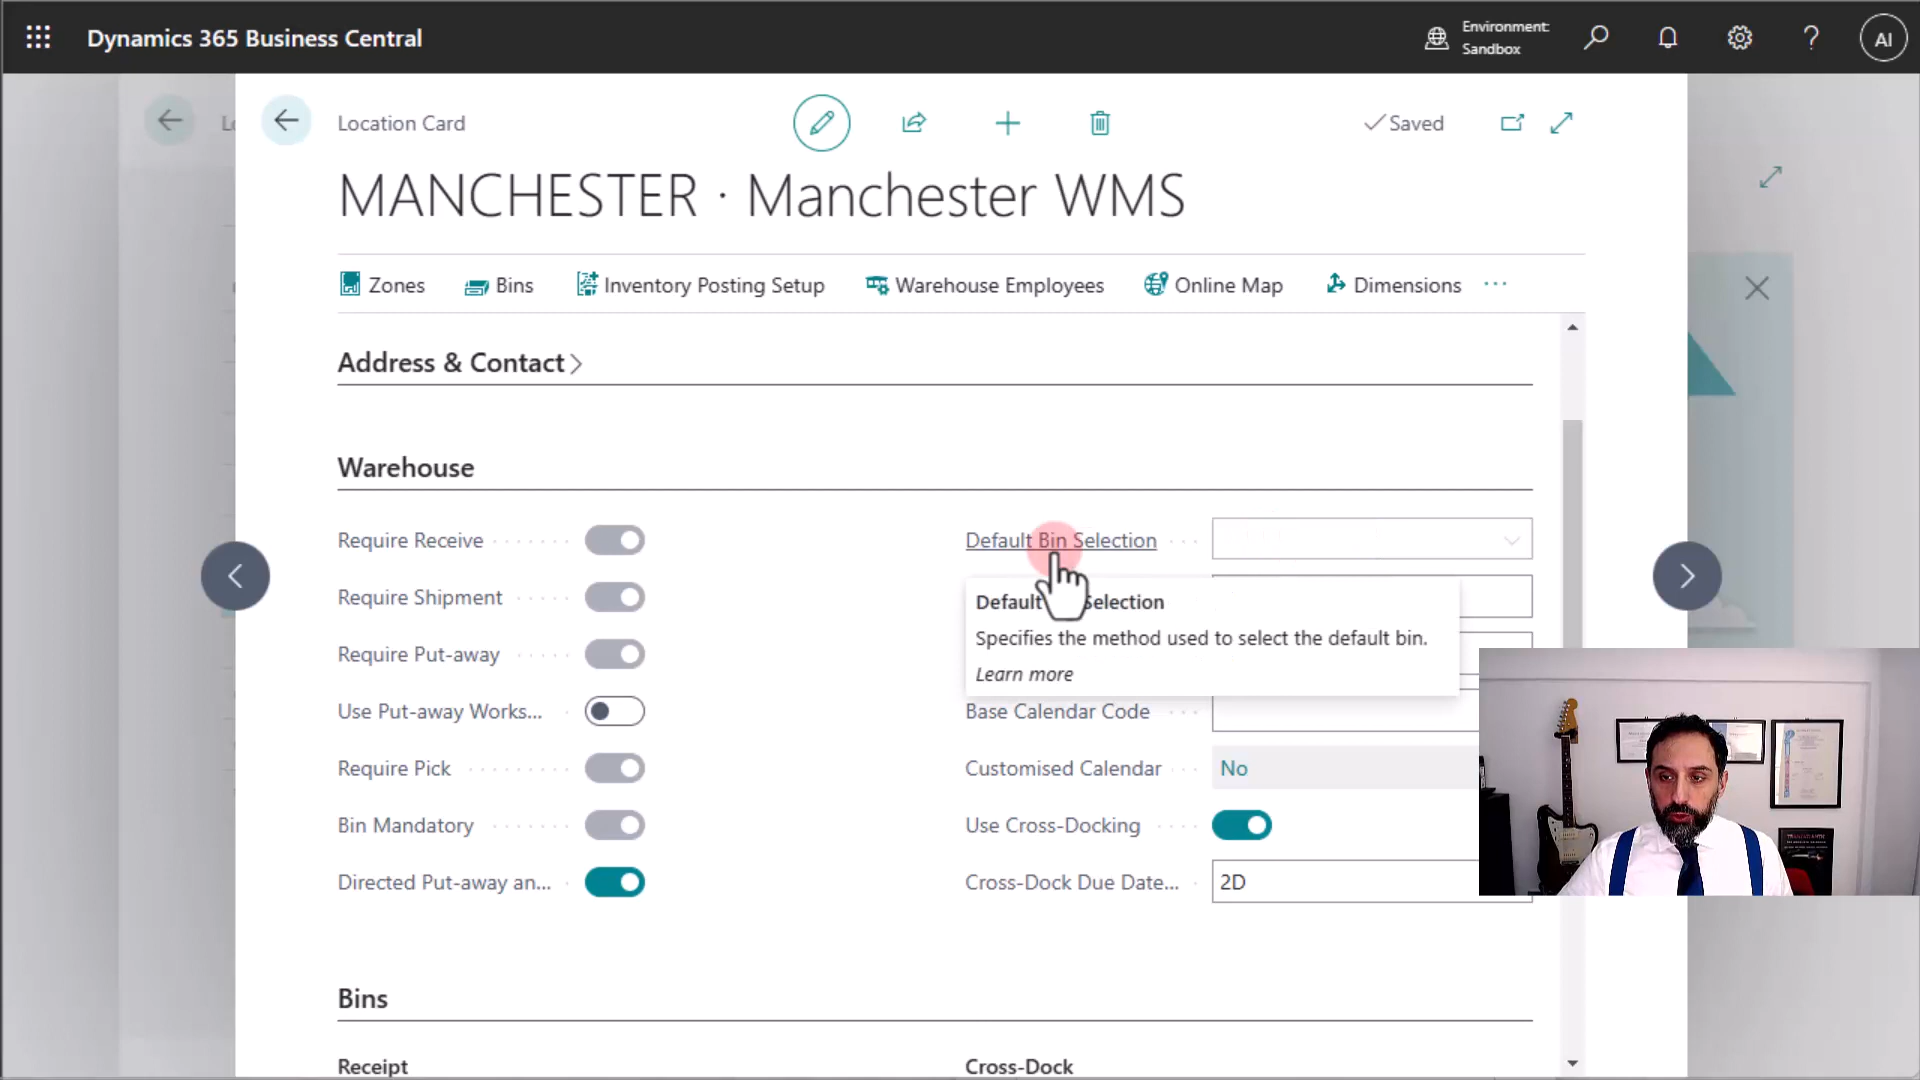 Dynamics 365 Business Central
Environment:
Sandbox
AI
Location Card
Saved
MANCHESTER · Manchester WMS
Zones
Bins
Inventory Posting Setup
Warehouse Employees
Online Map
Dimensions
Address & Contact
Warehouse
Require Receive
Require Shipment
Require Put-away
Use Put-away Works...
Require Pick
Bin Mandatory
Directed Put-away an...
Default Bin Selection
Default Selection
Specifies the method used to select the default bin.
Learn more
Base Calendar Code
Customised Calendar
No
Use Cross-Docking
Cross-Dock Due Date...
2D
Bins
Receipt
Cross-Dock